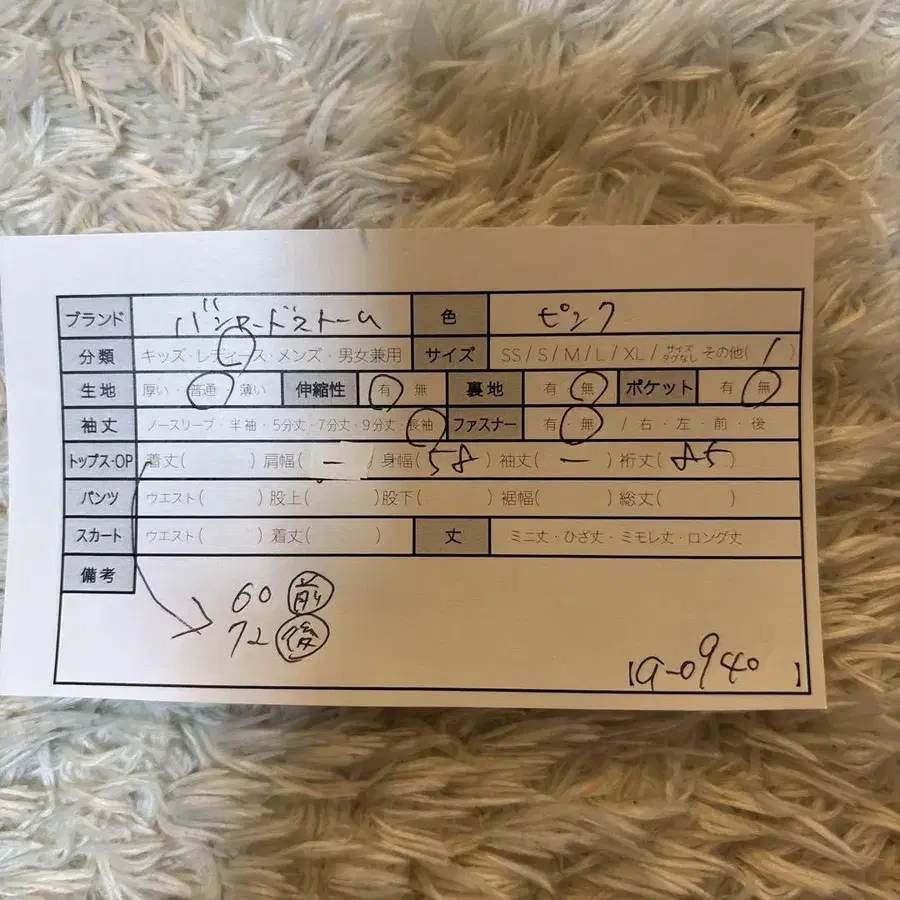 ブランド バンヤードストーム 色 ピンク
分類 キッズ・レディース・メンズ・男女兼用 サイズ SS / S / M / L / XL / サイズタグなし その他( 1 )
生地 厚い・普通・薄い 伸縮性 有・無 裏地 有・無 ポケット 有・無
袖丈 ノースリーブ・半袖・5分丈・7分丈・9分丈・長袖 ファスナー 有・無 / 右・左・前・後
トップス・OP 着丈( ) 肩幅( ー ) 身幅( 58 ) 袖丈( ー ) 裄丈( 85 )
パンツ ウエスト( ) 股上( ) 股下( ) 裾幅( ) 総丈( )
スカート ウエスト( ) 着丈( ) 丈 ミニ丈・ひざ丈・ミモレ丈・ロング丈
備考
60 前
72 後
【a-0940 】